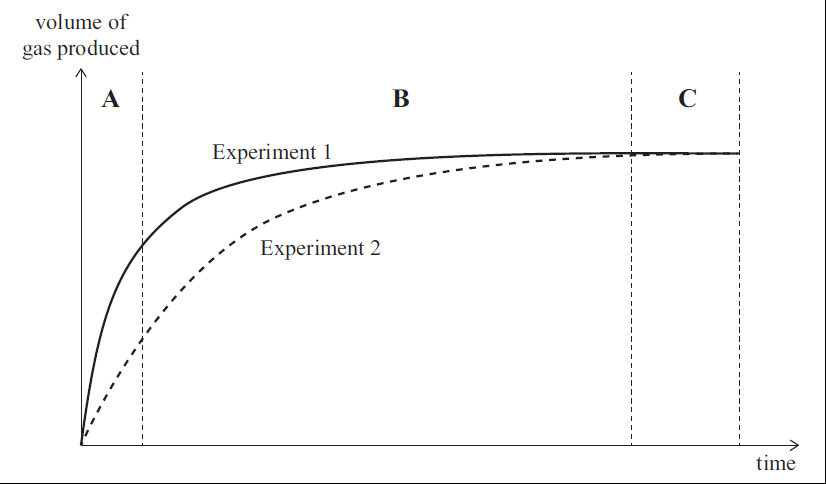 volume of
gas produced
A
B
C
Experiment 1
Experiment 2
time